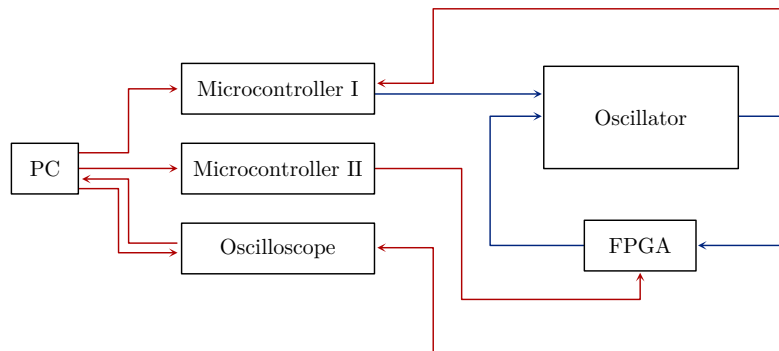 Microcontroller I
Oscillator
PC
Microcontroller II
Oscilloscope
FPGA